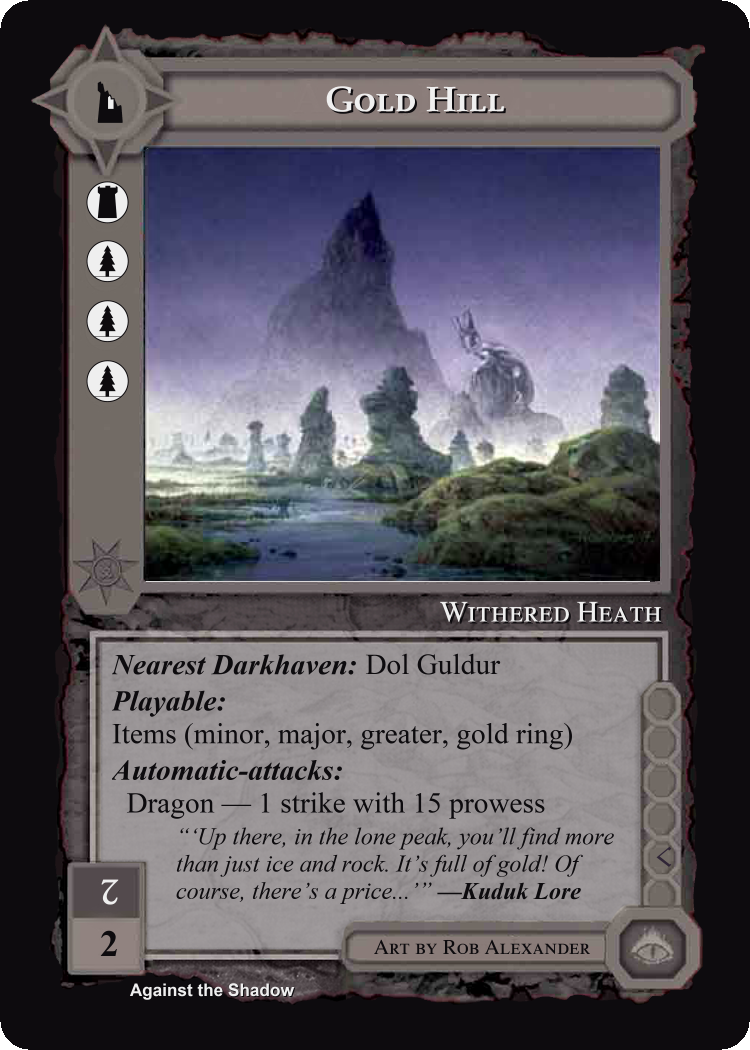 GOLD HILL
WITHERED HEATH
Nearest Darkhaven: Dol Guldur
Playable:
Items (minor, major, greater, gold ring)
Automatic-attacks:
Dragon — 1 strike with 15 prowess
“‘Up there, in the lone peak, you’ll find more
than just ice and rock. It’s full of gold! Of
course, there’s a price...’” —Kuduk Lore
2
2
ART BY ROB ALEXANDER
Against the Shadow